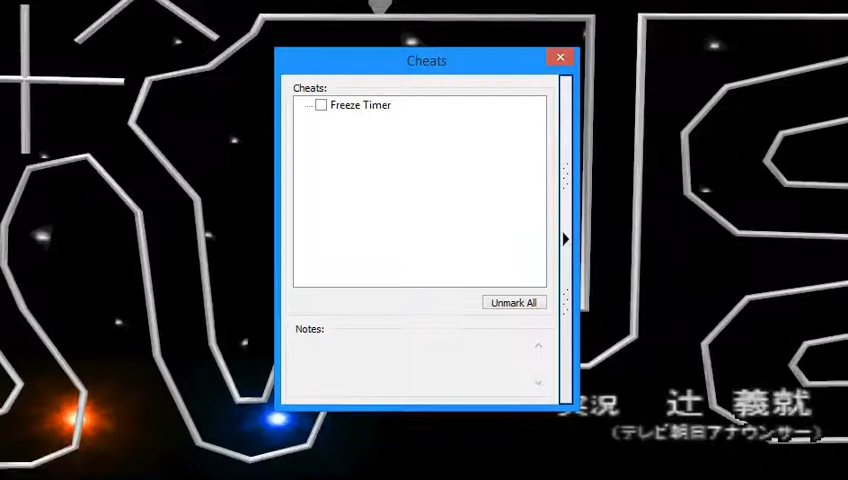 Cheats
Cheats:
Freeze Timer
Unmark All
Notes:
実況 辻 義就
(テレビ朝日アナウンサー)